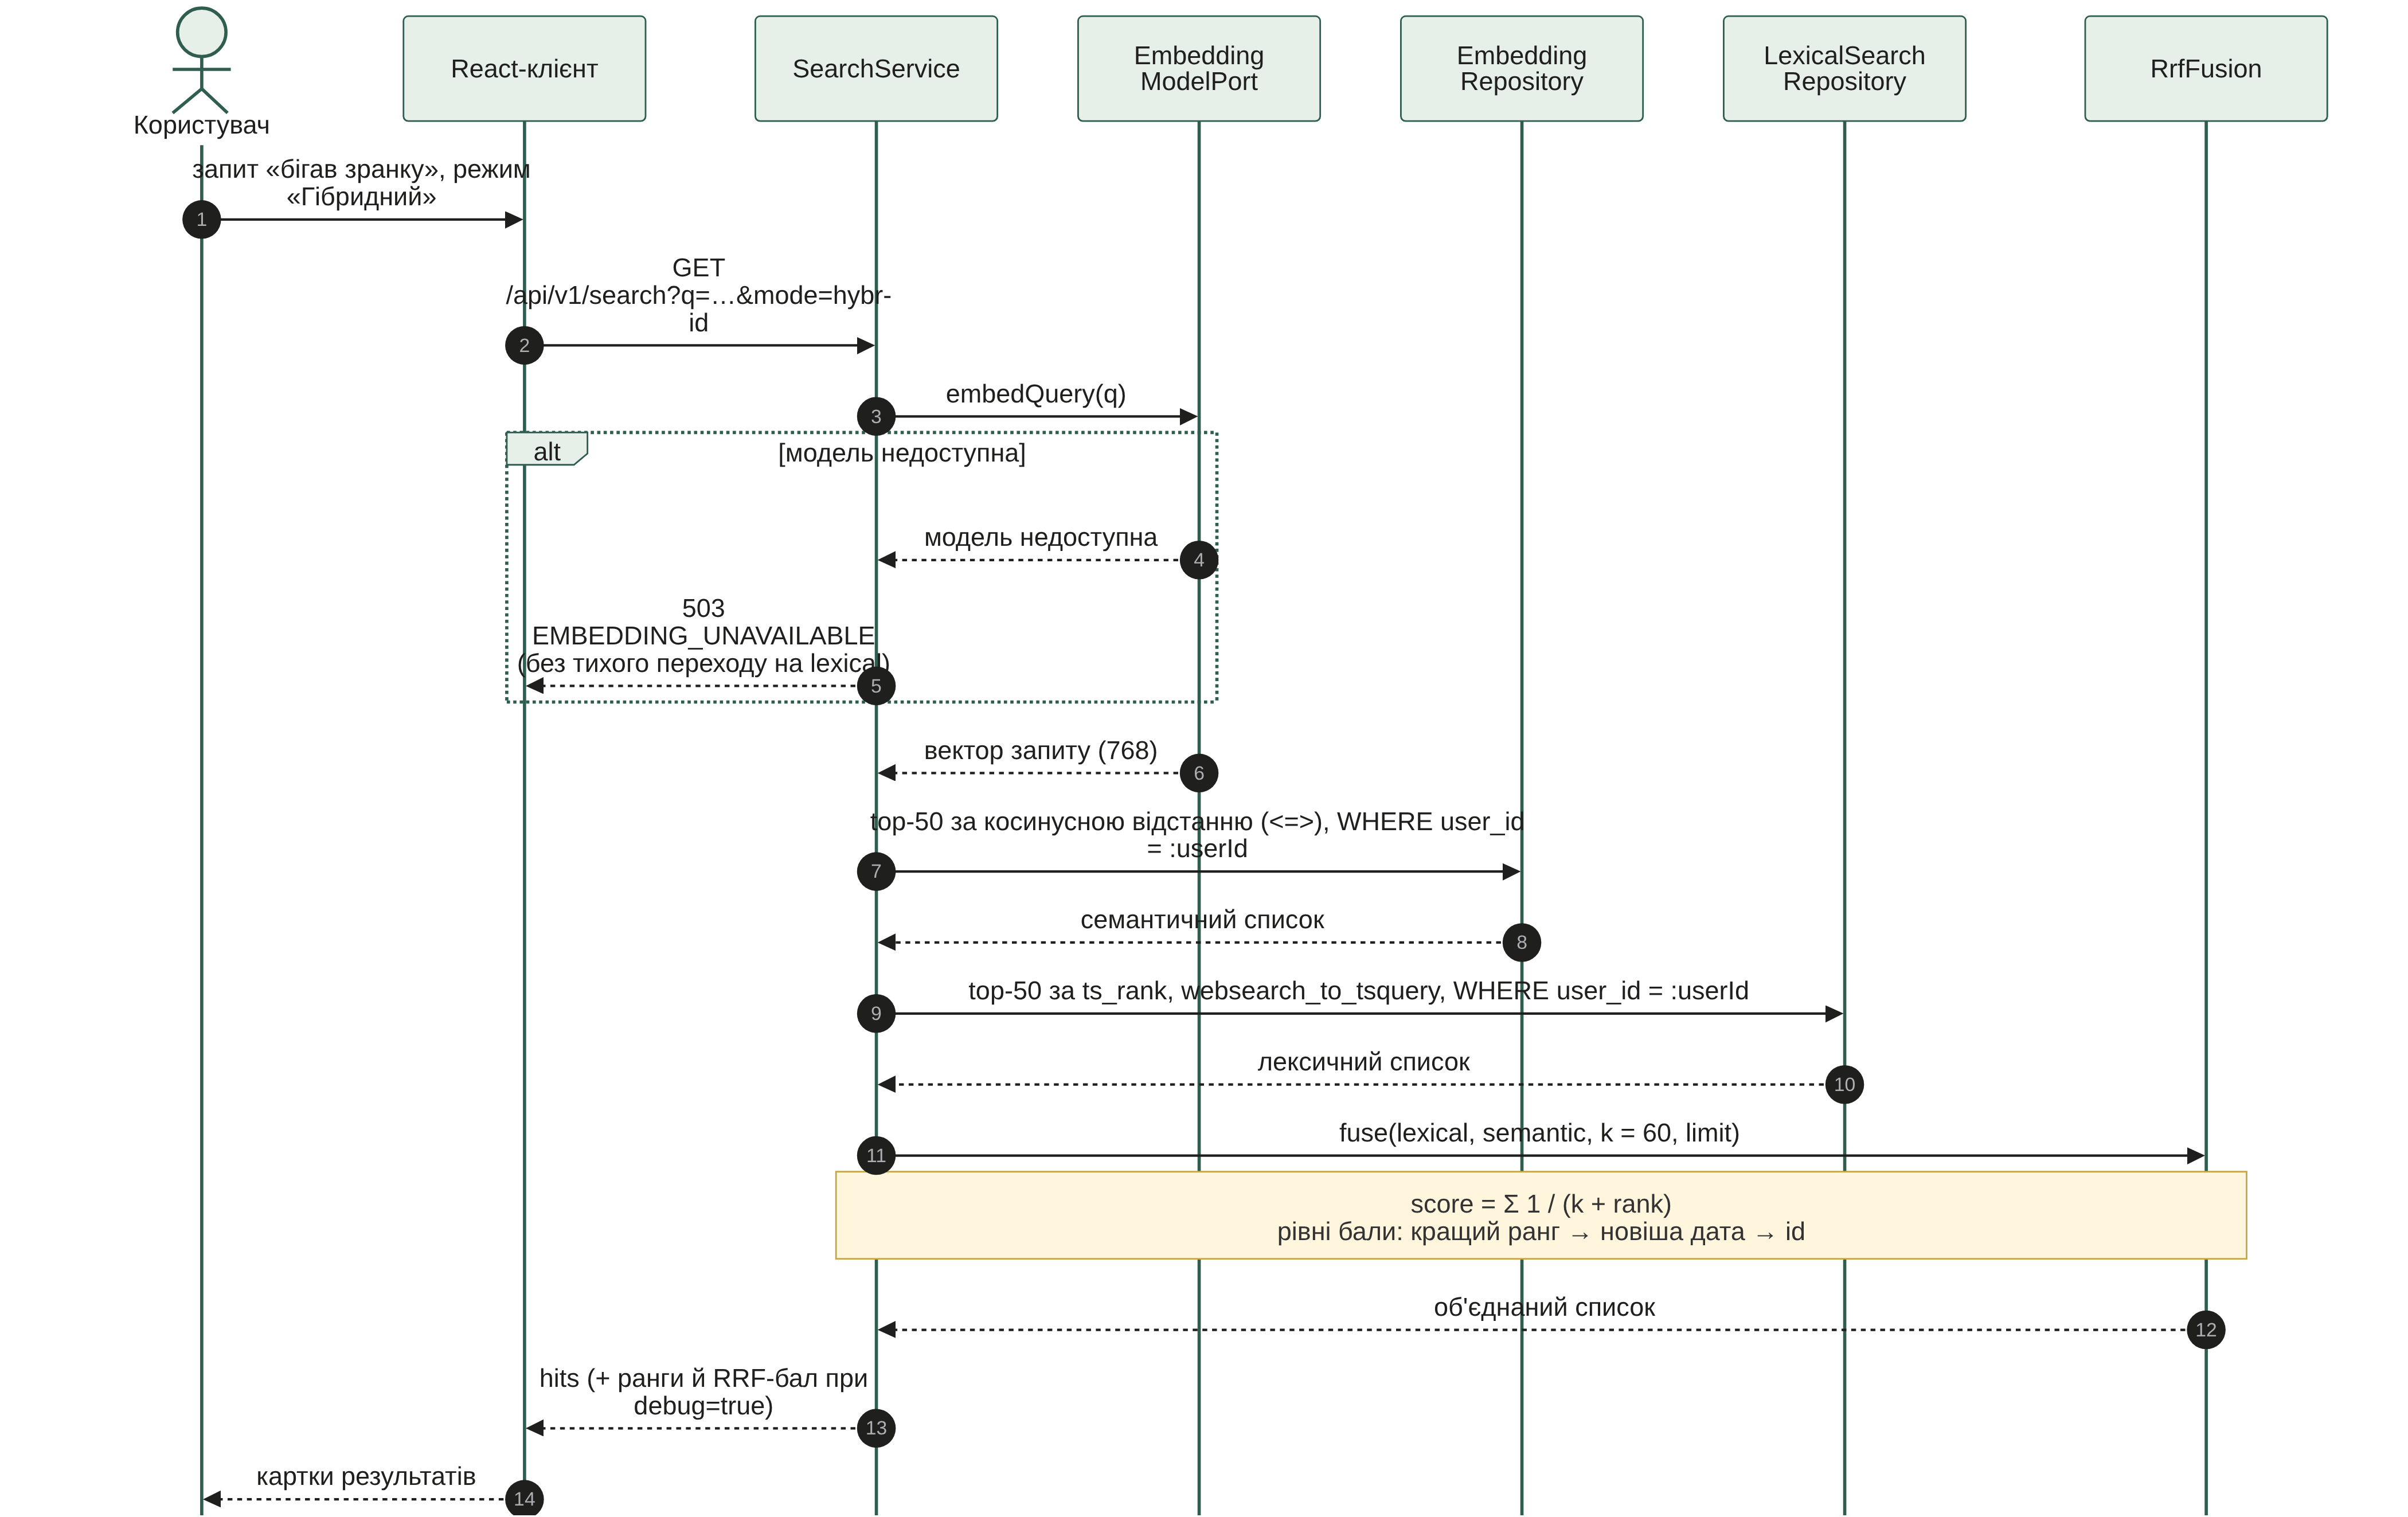 Користувач
React-клієнт
SearchService
Embedding
ModelPort
Embedding
Repository
LexicalSearch
Repository
RrfFusion
запит «бігав зранку», режим
«Гібридний»
1
GET
/api/v1/search?q=…&mode=hybr-
id
2
embedQuery(q)
3
alt
[модель недоступна]
модель недоступна
4
503
EMBEDDING_UNAVAILABLE
(без тихого переходу на lexical)
5
вектор запиту (768)
6
top-50 за косинусною відстанню (<=>), WHERE user_id
= :userId
7
семантичний список
8
top-50 за ts_rank, websearch_to_tsquery, WHERE user_id = :userId
9
лексичний список
10
fuse(lexical, semantic, k = 60, limit)
11
score = Σ 1 / (k + rank)
рівні бали: кращий ранг → новіша дата → id
об'єднаний список
12
hits (+ ранги й RRF-бал при
debug=true)
13
картки результатів
14